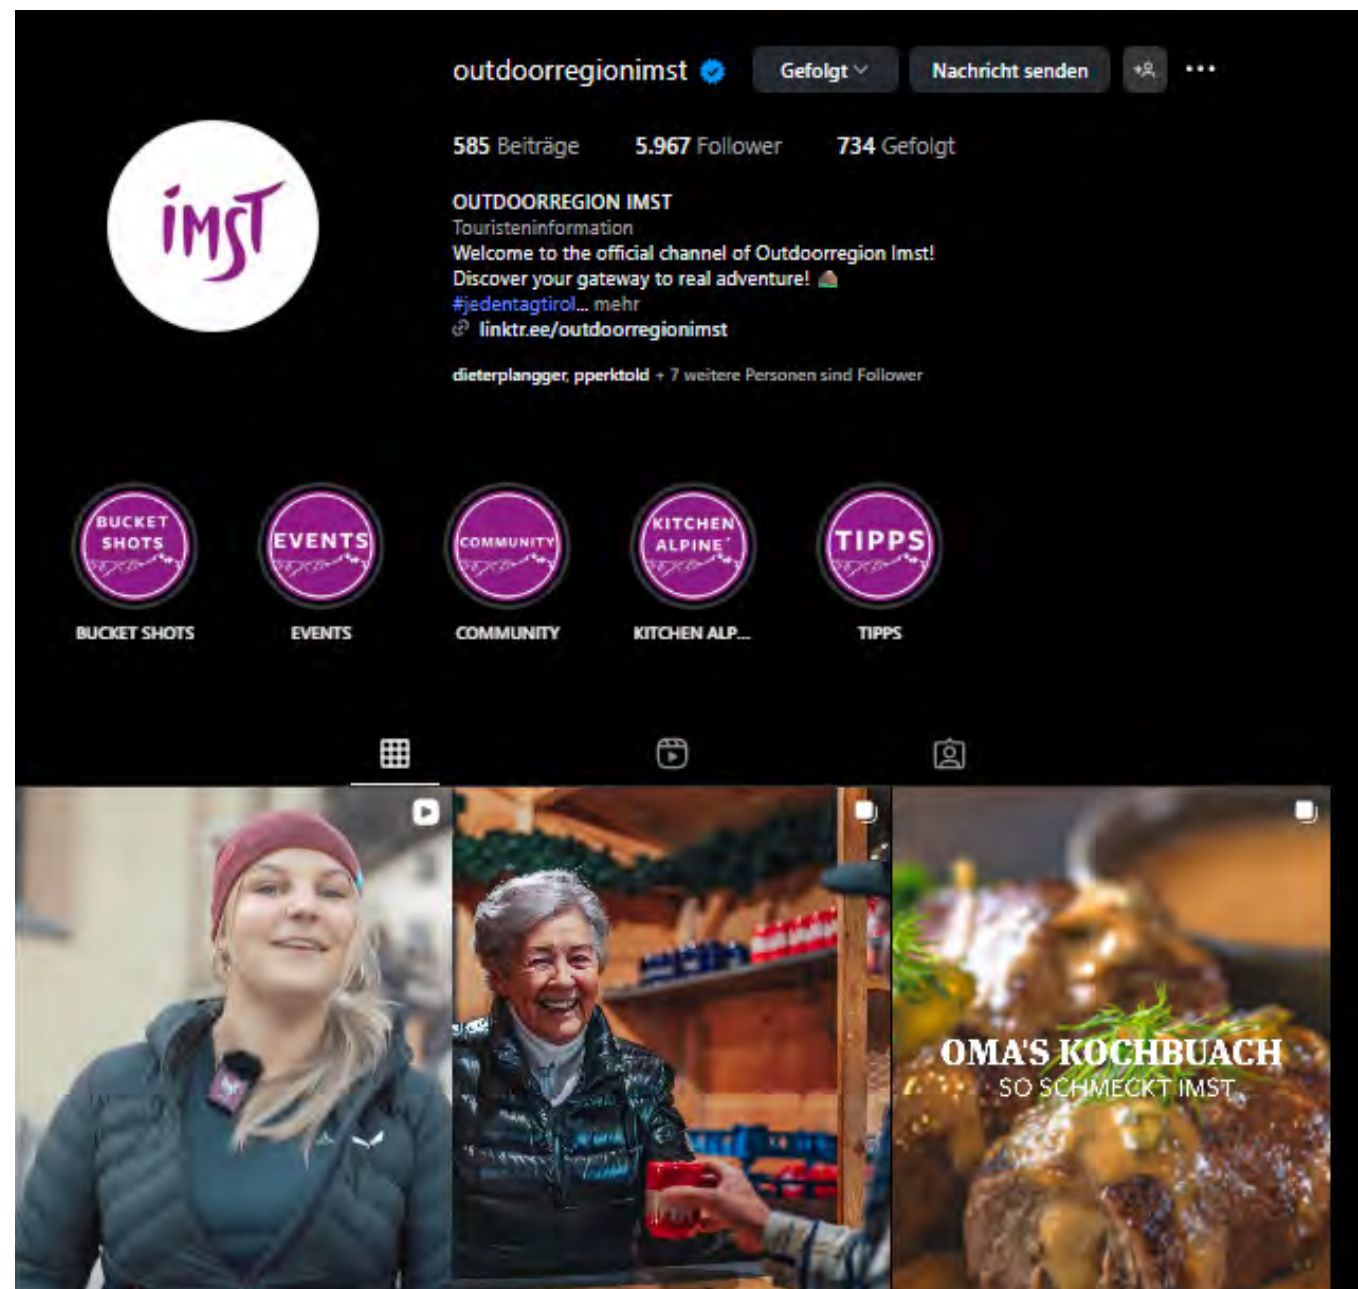 outdoorregionimst Gefolgt Nachricht senden
585 Beiträge 5.967 Follower 734 Gefolgt
imst
OUTDOORREGION IMST
Touristeninformation
Welcome to the official channel of Outdoorregion Imst!
Discover your gateway to real adventure!
#jedentagtirol... mehr
linktr.ee/outdoorregionimst
dieterplangger, pperktold + 7 weitere Personen sind Follower
BUCKET
SHOTS
EVENTS
COMMUNITY
KITCHEN
ALPINE´
TIPPS
BUCKET SHOTS EVENTS COMMUNITY KITCHEN ALP... TIPPS
OMA'S KOCHBUACH
SO SCHMECKT IMST